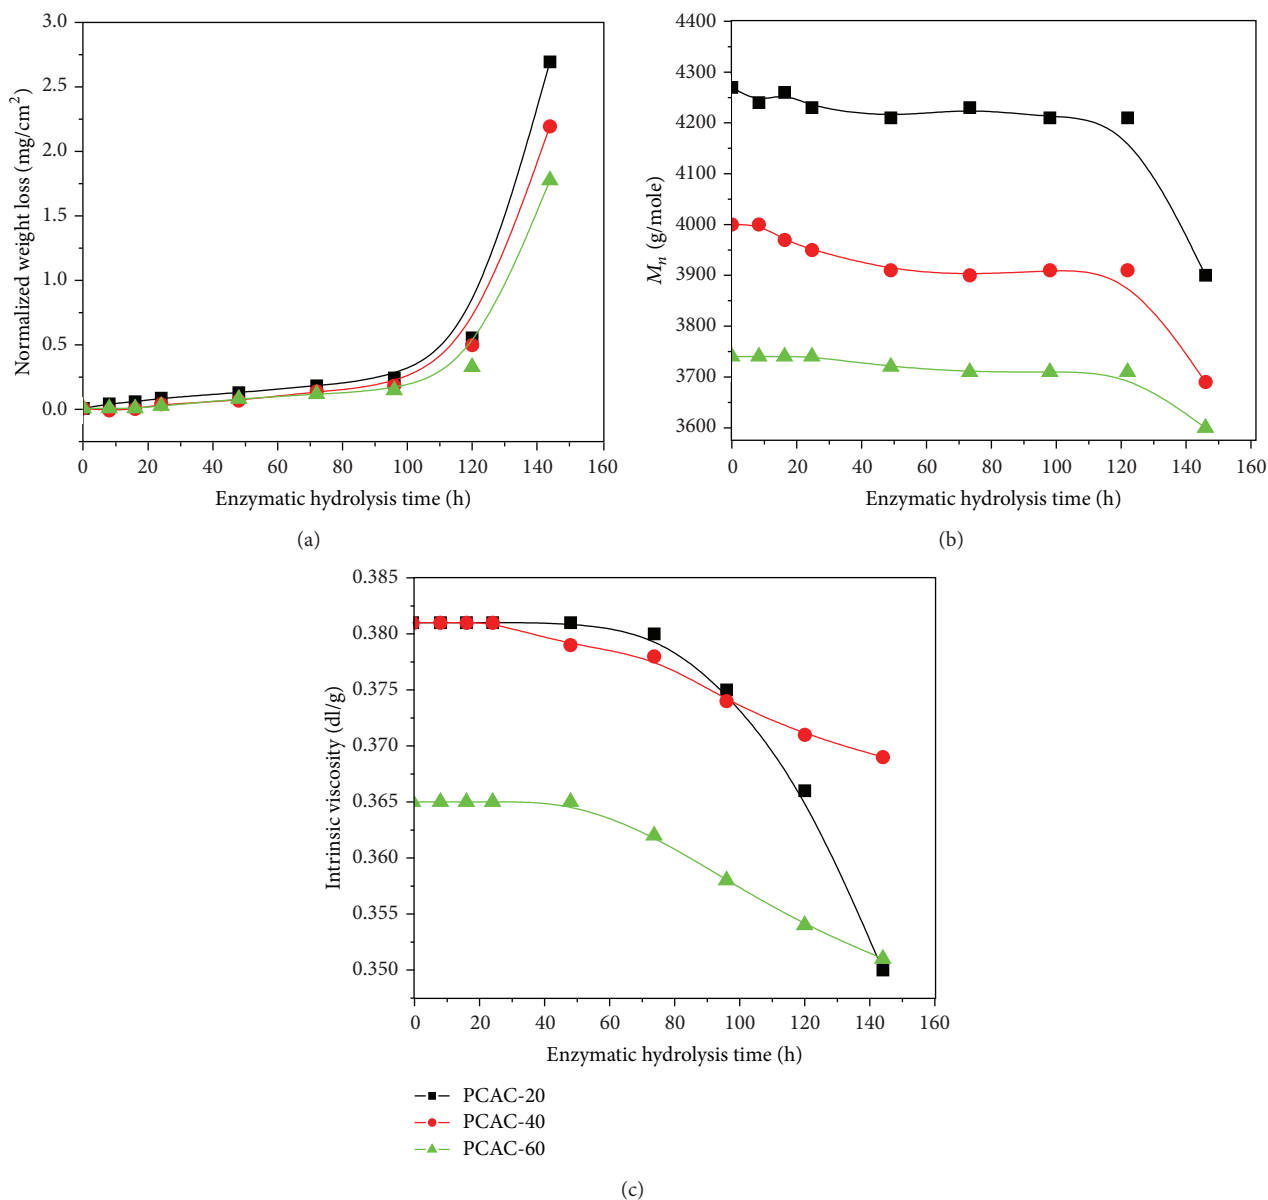 3.0
2.5
2.0
1.5
1.0
0.5
0.0
Normalized weight loss (mg/cm²)
0 20 40 60 80 100 120 140 160
Enzymatic hydrolysis time (h)
(a)
4400
4300
4200
4100
4000
3900
3800
3700
3600
Mₙ (g/mole)
0 20 40 60 80 100 120 140 160
Enzymatic hydrolysis time (h)
(b)
0.385
0.380
0.375
0.370
0.365
0.360
0.355
0.350
Intrinsic viscosity (dl/g)
0 20 40 60 80 100 120 140 160
Enzymatic hydrolysis time (h)
PCAC-20
PCAC-40
PCAC-60
(c)